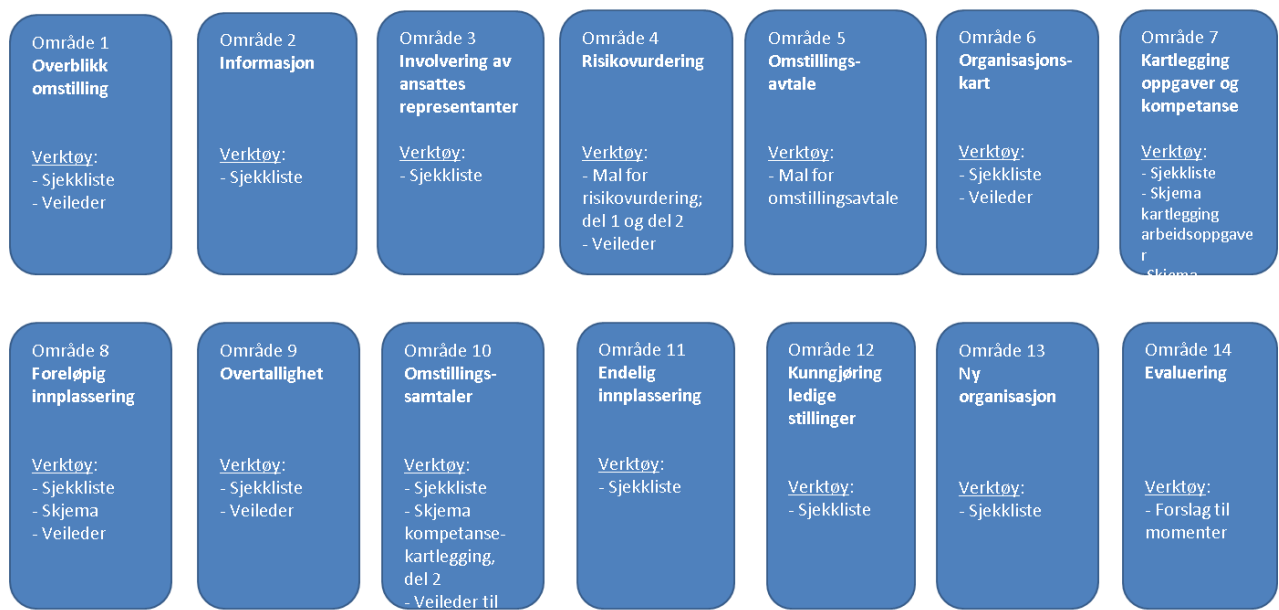 Område 1
Overblikk
omstilling
Verktøy:
- Sjekkliste
- Veileder
Område 2
Informasjon
Verktøy:
- Sjekkliste
Område 3
Involvering av
ansattes
representanter
Verktøy:
- Sjekkliste
Område 4
Risikovurdering
Verktøy:
- Mal for
risikovurdering;
del 1 og del 2
- Veileder
Område 5
Omstillings-
avtale
Verktøy:
- Mal for
omstillingsavtale
Område 6
Organisasjons-
kart
Verktøy:
- Sjekkliste
- Veileder
Område 7
Kartlegging
oppgaver og
kompetanse
Verktøy:
- Sjekkliste
- Skjema
kartlegging
arbeidsoppgave
r
-Skjema
Område 8
Foreløpig
innplassering
Verktøy:
- Sjekkliste
- Skjema
- Veileder
Område 9
Overtallighet
Verktøy:
- Sjekkliste
- Veileder
Område 10
Omstillings-
samtaler
Verktøy:
- Sjekkliste
- Skjema
kompetanse-
kartlegging,
del 2
- Veileder til
Område 11
Endelig
innplassering
Verktøy:
- Sjekkliste
Område 12
Kunngjøring
ledige
stillinger
Verktøy:
- Sjekkliste
Område 13
Ny
organisasjon
Verktøy:
- Sjekkliste
Område 14
Evaluering
Verktøy:
- Forslag til
momenter